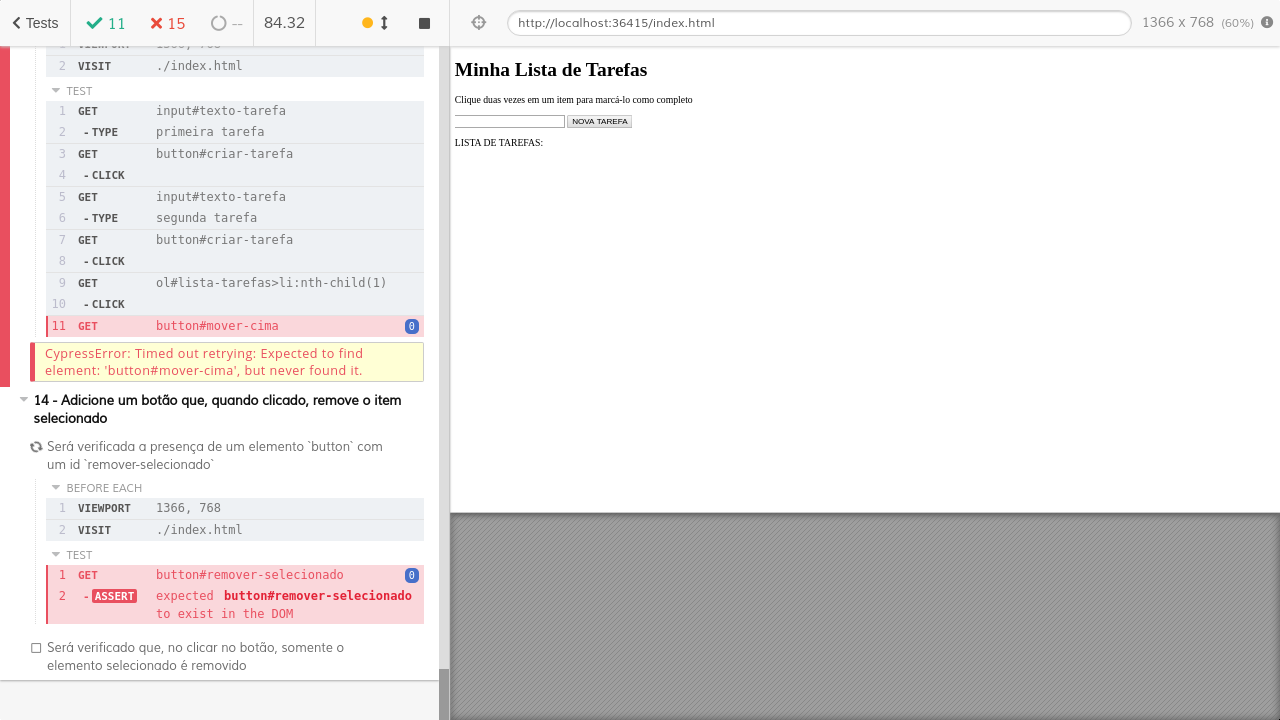 Tests 11 15 -- 84.32
http://localhost:36415/index.html 1366 x 768 (60%)
1 VIEWPORT 1366, 768
2 VISIT ./index.html
TEST
1 GET input#texto-tarefa
2 - TYPE primeira tarefa
3 GET button#criar-tarefa
4 - CLICK
5 GET input#texto-tarefa
6 - TYPE segunda tarefa
7 GET button#criar-tarefa
8 - CLICK
9 GET ol#lista-tarefas>li:nth-child(1)
10 - CLICK
11 GET button#mover-cima 0
CypressError: Timed out retrying: Expected to find
element: 'button#mover-cima', but never found it.
14 - Adicione um botão que, quando clicado, remove o item
selecionado
Será verificada a presença de um elemento `button` com
um id `remover-selecionado`
BEFORE EACH
1 VIEWPORT 1366, 768
2 VISIT ./index.html
TEST
1 GET button#remover-selecionado 0
2 - ASSERT expected button#remover-selecionado
to exist in the DOM
Será verificado que, no clicar no botão, somente o
elemento selecionado é removido
Minha Lista de Tarefas
Clique duas vezes em um item para marcá-lo como completo
NOVA TAREFA
LISTA DE TAREFAS: